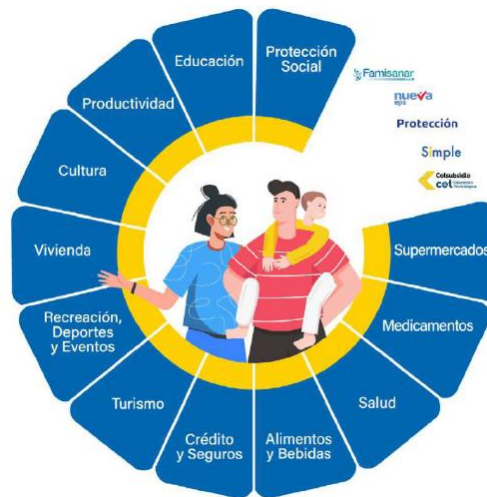 Educación
Protección
Social
Productividad
Cultura
Vivienda
Recreación,
Deportes
y Eventos
Turismo
Crédito
y Seguros
Alimentos
y Bebidas
Salud
Medicamentos
Supermercados
Famisanar
nueva
eps
Protección
Simple
Colsubsidio
cet